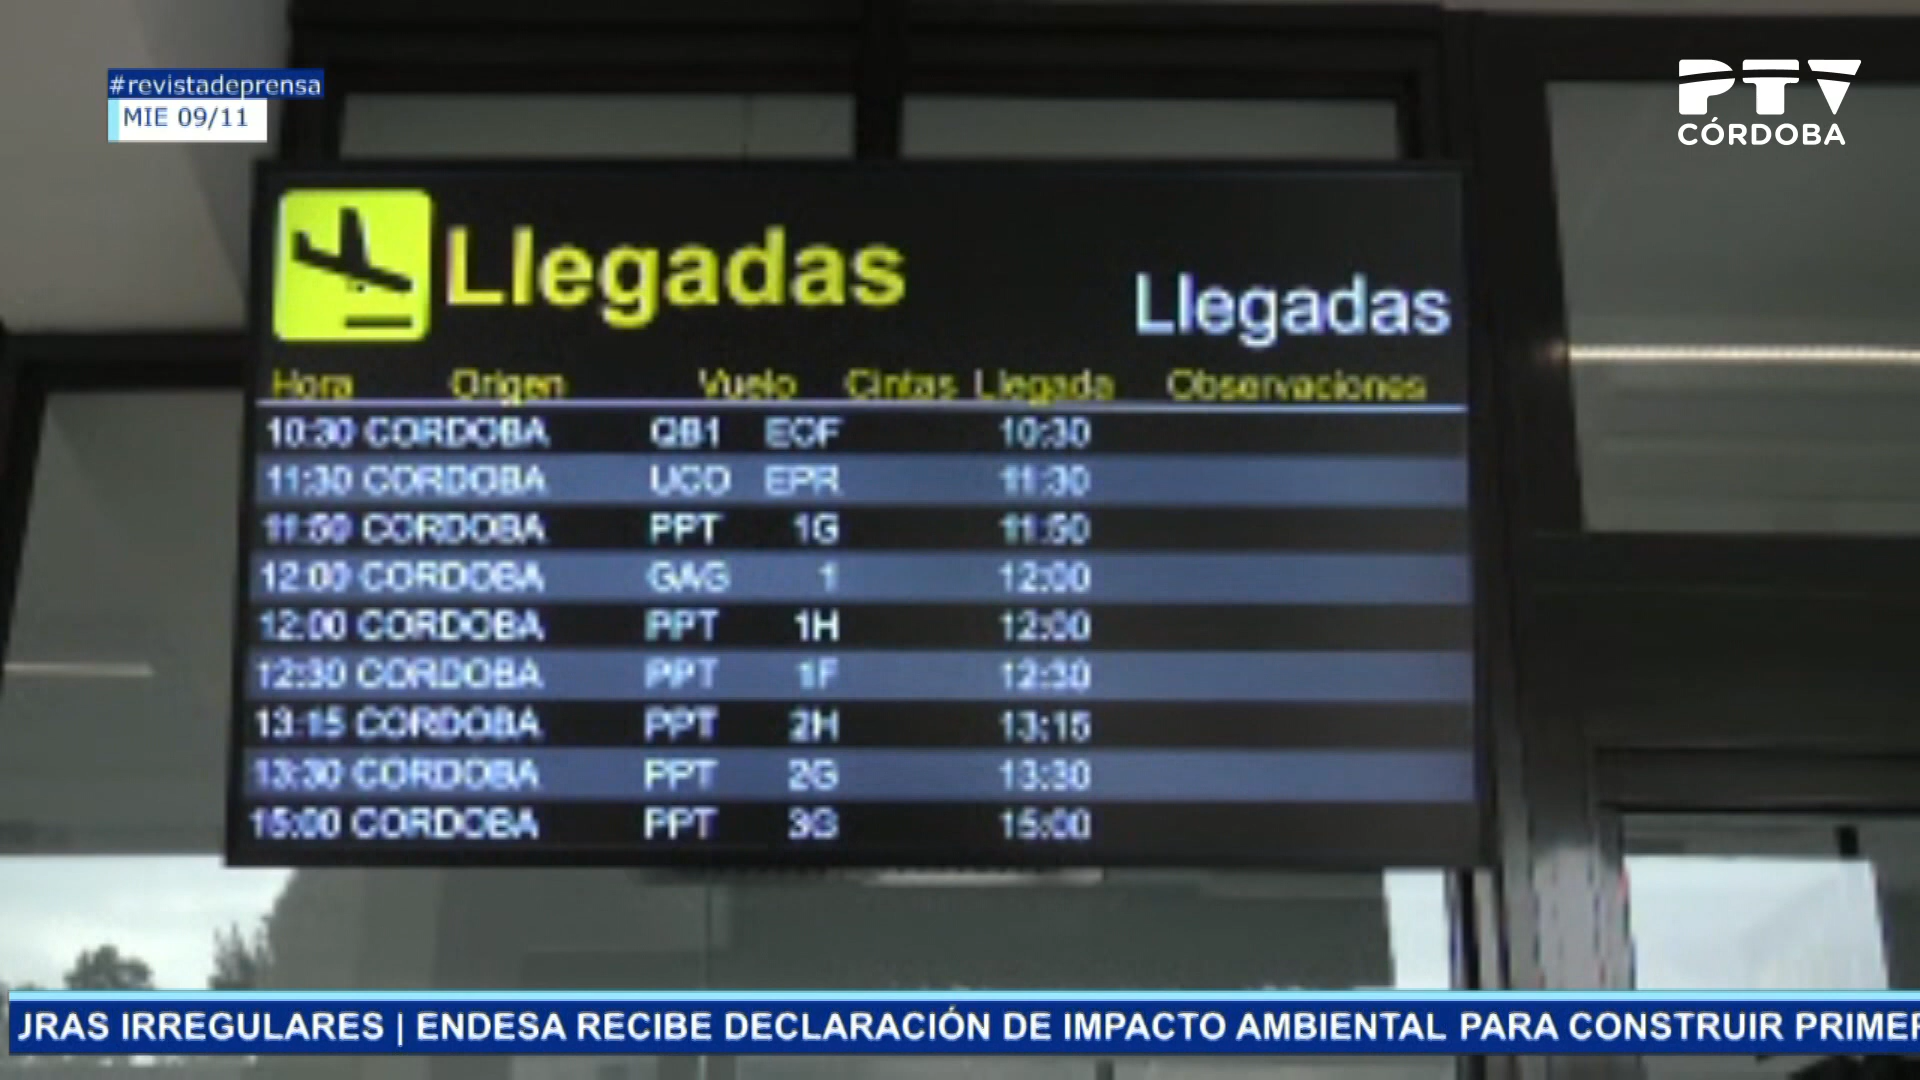 #revistadeprensa
MIE 09/11
PTV
CÓRDOBA
Llegadas
Llegadas
Hora Origen Vuelo Cintas Llegada Observaciones
10:30 CORDOBA QB1 EOF 10:30
11:30 CORDOBA UCO EPR 11:30
11:50 CORDOBA PPT 1G 11:50
12:00 CORDOBA GAG 1 12:00
12:00 CORDOBA PPT 1H 12:00
12:30 CORDOBA PPT 1F 12:30
13:15 CORDOBA PPT 2H 13:15
13:30 CORDOBA PPT 2G 13:30
15:00 CORDOBA PPT 3G 15:00
JRAS IRREGULARES | ENDESA RECIBE DECLARACIÓN DE IMPACTO AMBIENTAL PARA CONSTRUIR PRIMER